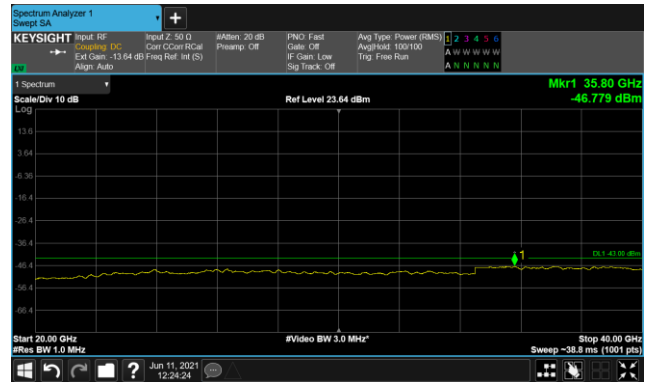 Spectrum Analyzer 1
Swept SA
+
KEYSIGHT
Input: RF
Coupling: DC
Ext Gain: -13.64 dB
Align: Auto
Input Z: 50 Ω
Corr CCorr RCal
Freq Ref: Int (S)
#Atten: 20 dB
Preamp: Off
PNO: Fast
Gate: Off
IF Gain: Low
Sig Track: Off
Avg Type: Power (RMS)
Avg|Hold: 100/100
Trig: Free Run
1 2 3 4 5 6
A W W W W W
A N N N N N
1 Spectrum
Scale/Div 10 dB
Ref Level 23.64 dBm
Mkr1 35.80 GHz
-46.779 dBm
Log
13.6
3.64
-6.36
-16.4
-26.4
-36.4
-46.4
-56.4
-66.4
1
DL1 -43.00 dBm
Start 20.00 GHz
#Res BW 1.0 MHz
#Video BW 3.0 MHz*
Stop 40.00 GHz
Sweep ~38.8 ms (1001 pts)
?
Jun 11, 2021
12:24:24